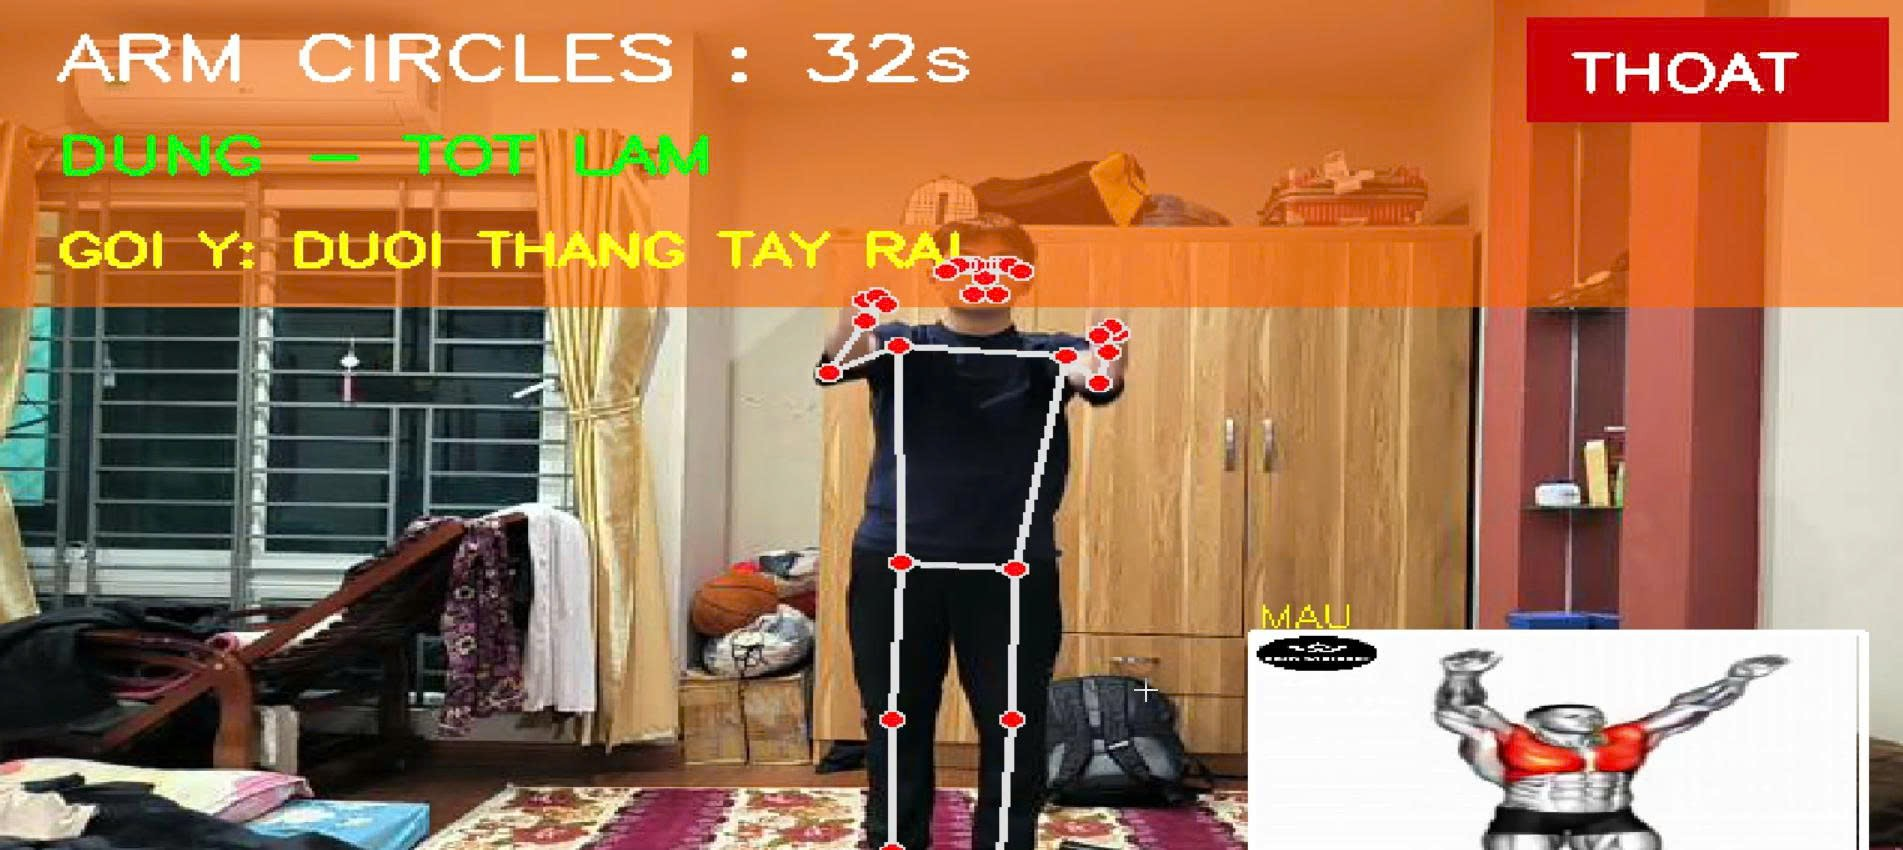 ARM CIRCLES : 32s
THOAT
DUNG - TOT LAM
GOI Y: DUOI THANG TAY RA!
MAU